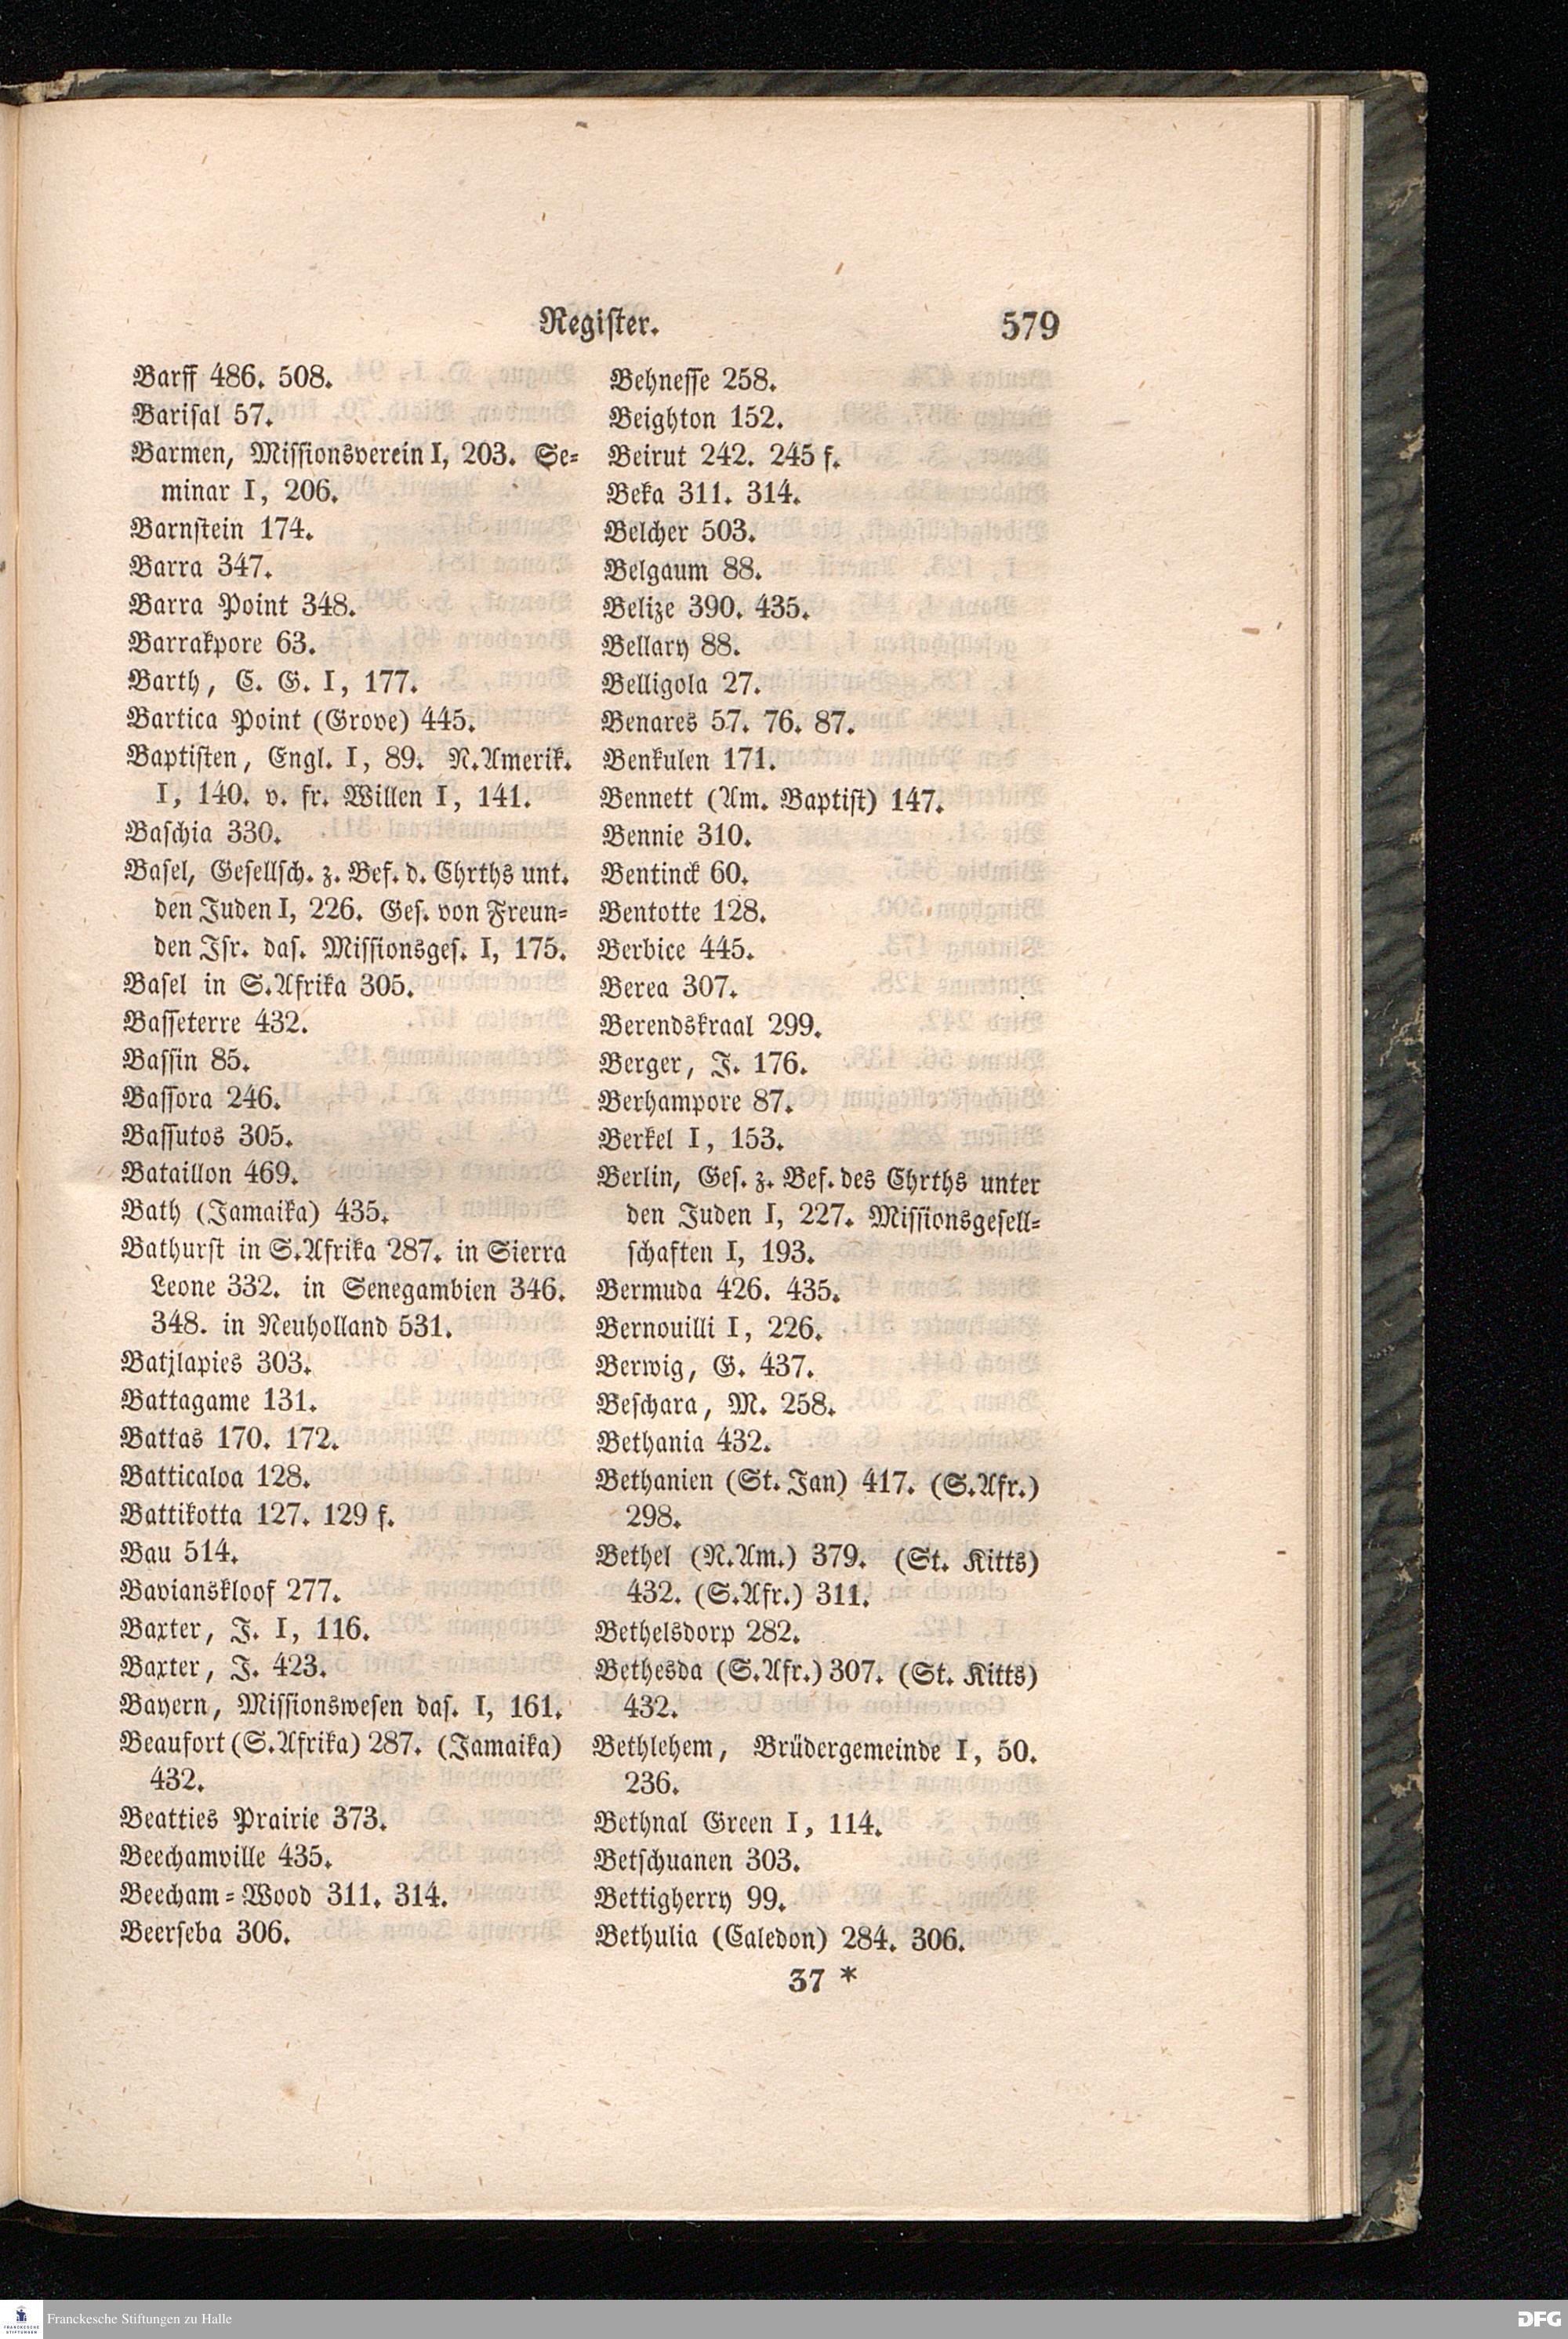 Register.
579
Barff 486. 508.
Barisal 57.
Barmen, Missionsverein I, 203. Se-
minar I, 206.
Barnstein 174.
Barra 347.
Barra Point 348.
Barrakpore 63.
Barth, C. G. I, 177.
Bartica Point (Grove) 445.
Baptisten, Engl. I, 89. N.Amerik.
I, 140. v. fr. Willen I, 141.
Baschia 330.
Basel, Gesellsch. z. Bef. d. Chrths unt.
den Juden I, 226. Ges. von Freun-
den Isr. das. Missionsges. I, 175.
Basel in S.Afrika 305.
Basseterre 432.
Bassin 85.
Bassora 246.
Bassutos 305.
Bataillon 469.
Bath (Jamaika) 435.
Bathurst in S.Afrika 287. in Sierra
Leone 332. in Senegambien 346.
348. in Neuholland 531.
Batjlapies 303.
Battagame 131.
Battas 170. 172.
Batticaloa 128.
Battikotta 127. 129 f.
Bau 514.
Bavianskloof 277.
Baxter, J. I, 116.
Baxter, J. 423.
Bayern, Missionswesen das. I, 161.
Beaufort (S.Afrika) 287. (Jamaika)
432.
Beatties Prairie 373.
Beechamville 435.
Beecham-Wood 311. 314.
Beerseba 306.
Behnesse 258.
Beighton 152.
Beirut 242. 245 f.
Beka 311. 314.
Belcher 503.
Belgaum 88.
Belize 390. 435.
Bellary 88.
Belligola 27.
Benares 57. 76. 87.
Benkulen 171.
Bennett (Am. Baptist) 147.
Bennie 310.
Bentinck 60.
Bentotte 128.
Berbice 445.
Berea 307.
Berendskraal 299.
Berger, J. 176.
Berhampore 87.
Berkel I, 153.
Berlin, Ges. z. Bef. des Chrths unter
den Juden I, 227. Missionsgesell-
schaften I, 193.
Bermuda 426. 435.
Bernouilli I, 226.
Berwig, G. 437.
Beschara, M. 258.
Bethania 432.
Bethanien (St. Jan) 417. (S.Afr.)
298.
Bethel (N.Am.) 379. (St. Kitts)
432. (S.Afr.) 311.
Bethelsdorp 282.
Bethesda (S.Afr.) 307. (St. Kitts)
432.
Bethlehem, Brüdergemeinde I, 50.
236.
Bethnal Green I, 114.
Betschuanen 303.
Bettigherry 99.
Bethulia (Caledon) 284. 306.
37 *
Franckesche Stiftungen zu Halle
DFG